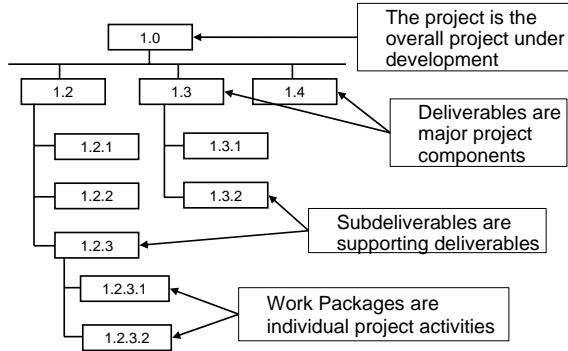 1.0
The project is the
overall project under
development
1.2
1.3
1.4
Deliverables are
major project
components
1.2.1
1.3.1
1.2.2
1.3.2
Subdeliverables are
supporting deliverables
1.2.3
1.2.3.1
Work Packages are
individual project activities
1.2.3.2